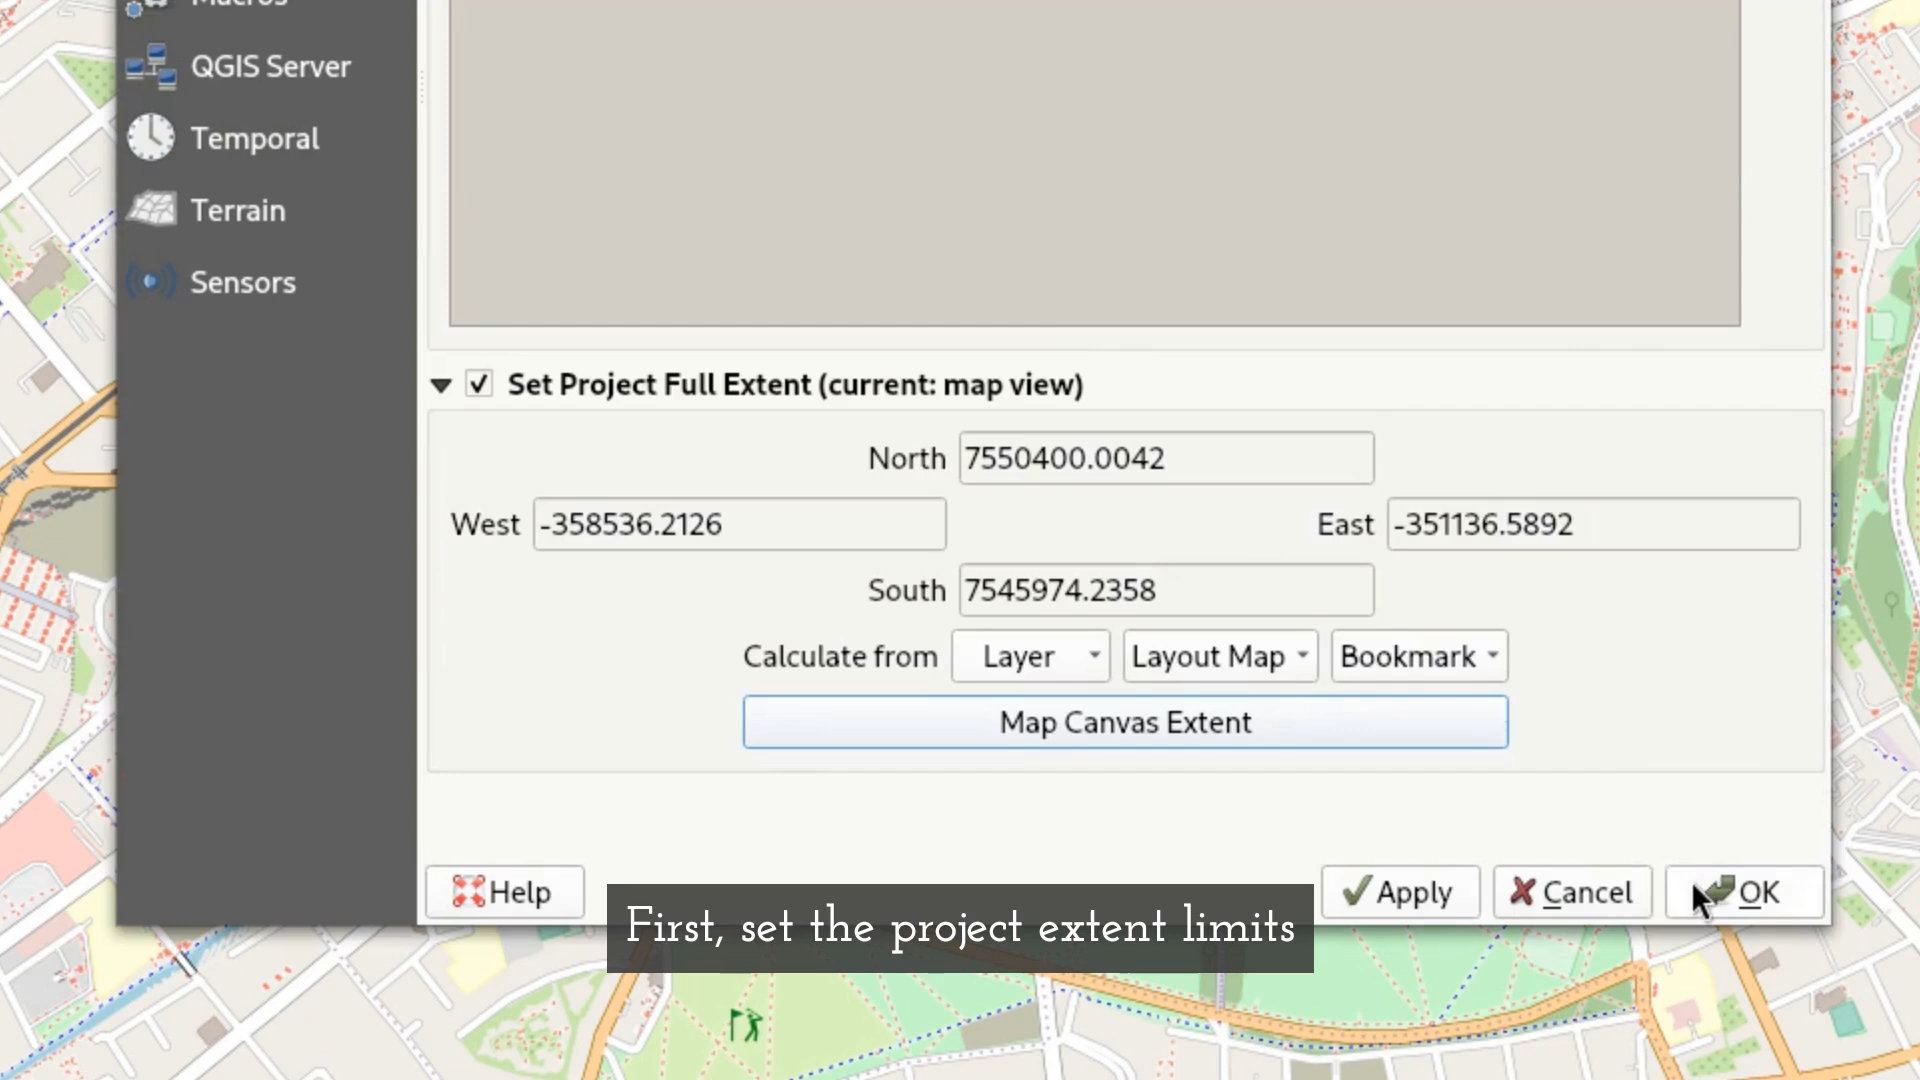 Macros
QGIS Server
Temporal
Terrain
Sensors
Set Project Full Extent (current: map view)
North 7550400.0042
West -358536.2126 East -351136.5892
South 7545974.2358
Calculate from Layer Layout Map Bookmark
Map Canvas Extent
Help Apply Cancel OK
First, set the project extent limits